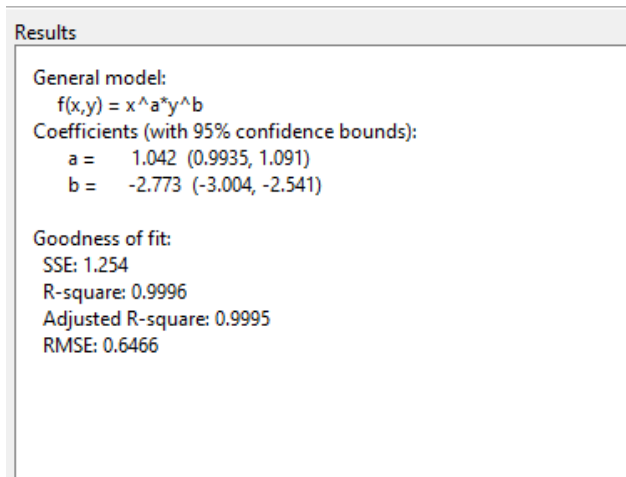 Results
General model:
f(x,y) = x^a*y^b
Coefficients (with 95% confidence bounds):
a = 1.042 (0.9935, 1.091)
b = -2.773 (-3.004, -2.541)
Goodness of fit:
SSE: 1.254
R-square: 0.9996
Adjusted R-square: 0.9995
RMSE: 0.6466